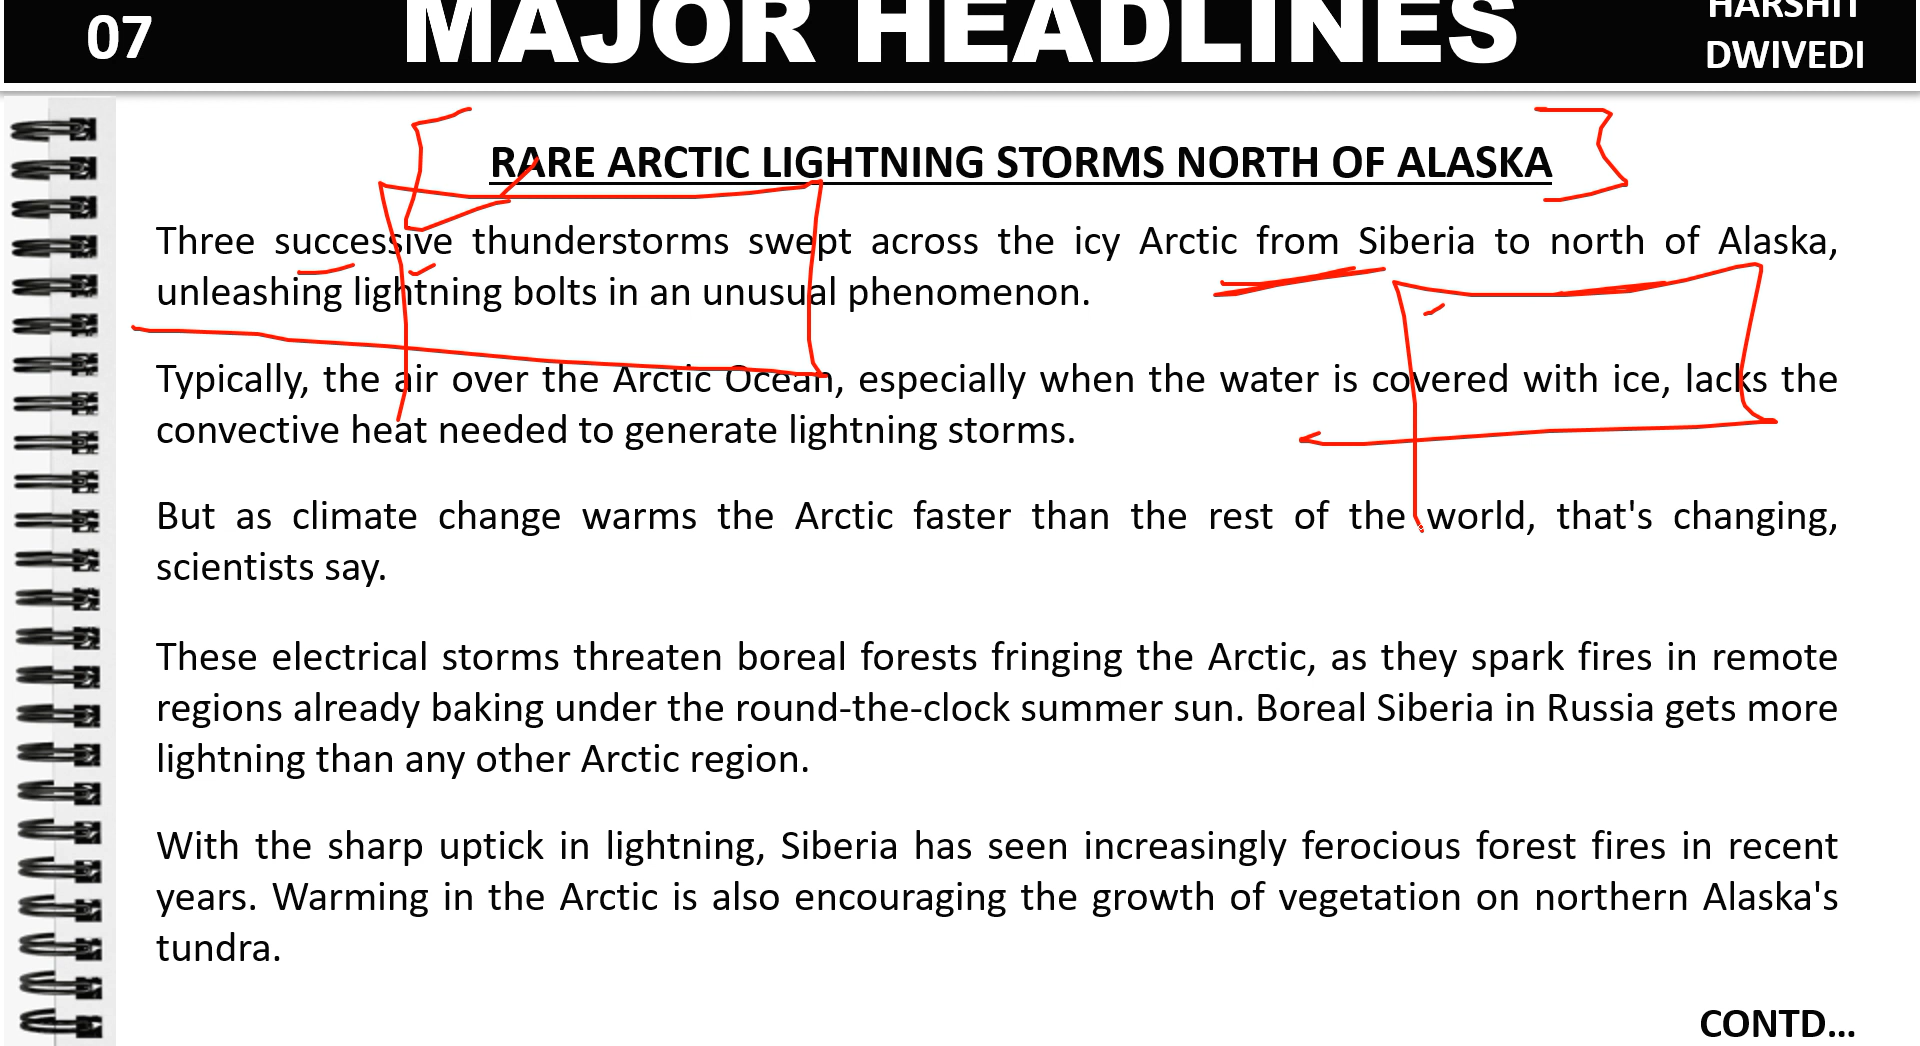 07
MAJOR HEADLINES
HARSHIT
DWIVEDI
RARE ARCTIC LIGHTNING STORMS NORTH OF ALASKA
Three successive thunderstorms swept across the icy Arctic from Siberia to north of Alaska,
unleashing lightning bolts in an unusual phenomenon.
Typically, the air over the Arctic Ocean, especially when the water is covered with ice, lacks the
convective heat needed to generate lightning storms.
But as climate change warms the Arctic faster than the rest of the world, that's changing,
scientists say.
These electrical storms threaten boreal forests fringing the Arctic, as they spark fires in remote
regions already baking under the round-the-clock summer sun. Boreal Siberia in Russia gets more
lightning than any other Arctic region.
With the sharp uptick in lightning, Siberia has seen increasingly ferocious forest fires in recent
years. Warming in the Arctic is also encouraging the growth of vegetation on northern Alaska's
tundra.
CONTD...